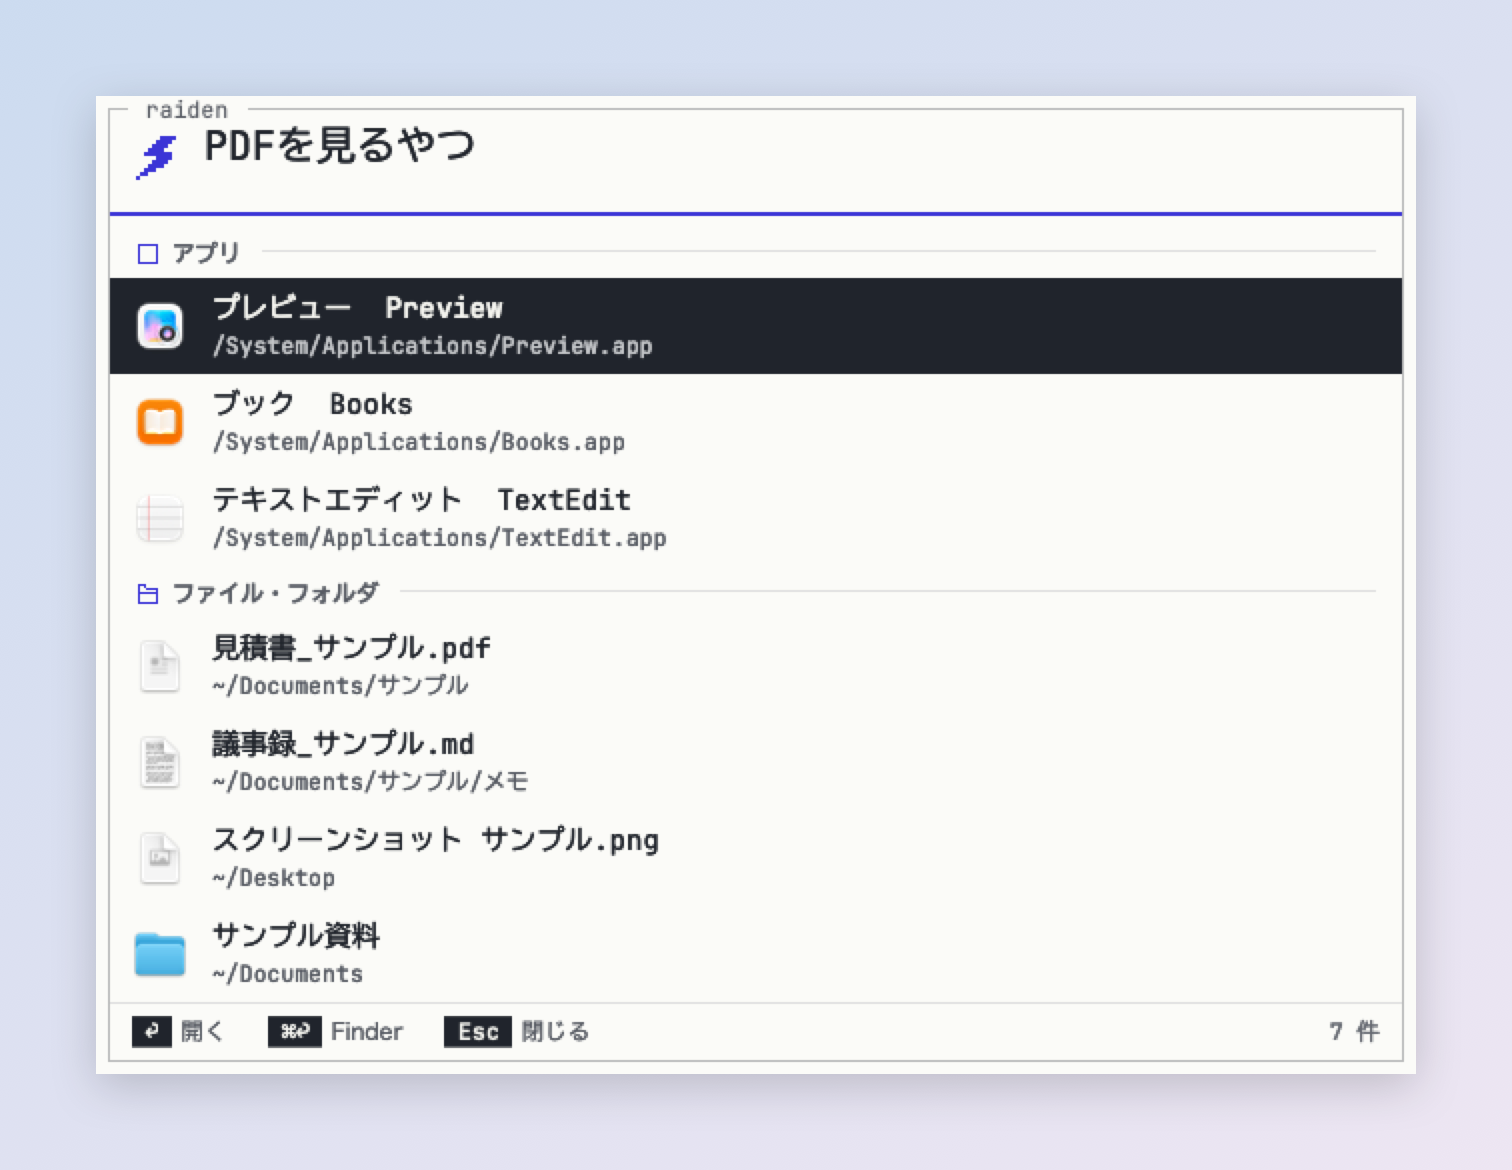 raiden
PDFを見るやつ
アプリ
プレビュー Preview
/System/Applications/Preview.app
ブック Books
/System/Applications/Books.app
テキストエディット TextEdit
/System/Applications/TextEdit.app
ファイル・フォルダ
見積書_サンプル.pdf
~/Documents/サンプル
議事録_サンプル.md
~/Documents/サンプル/メモ
スクリーンショット サンプル.png
~/Desktop
サンプル資料
~/Documents
⏎ 開く ⌘⏎ Finder Esc 閉じる 7 件